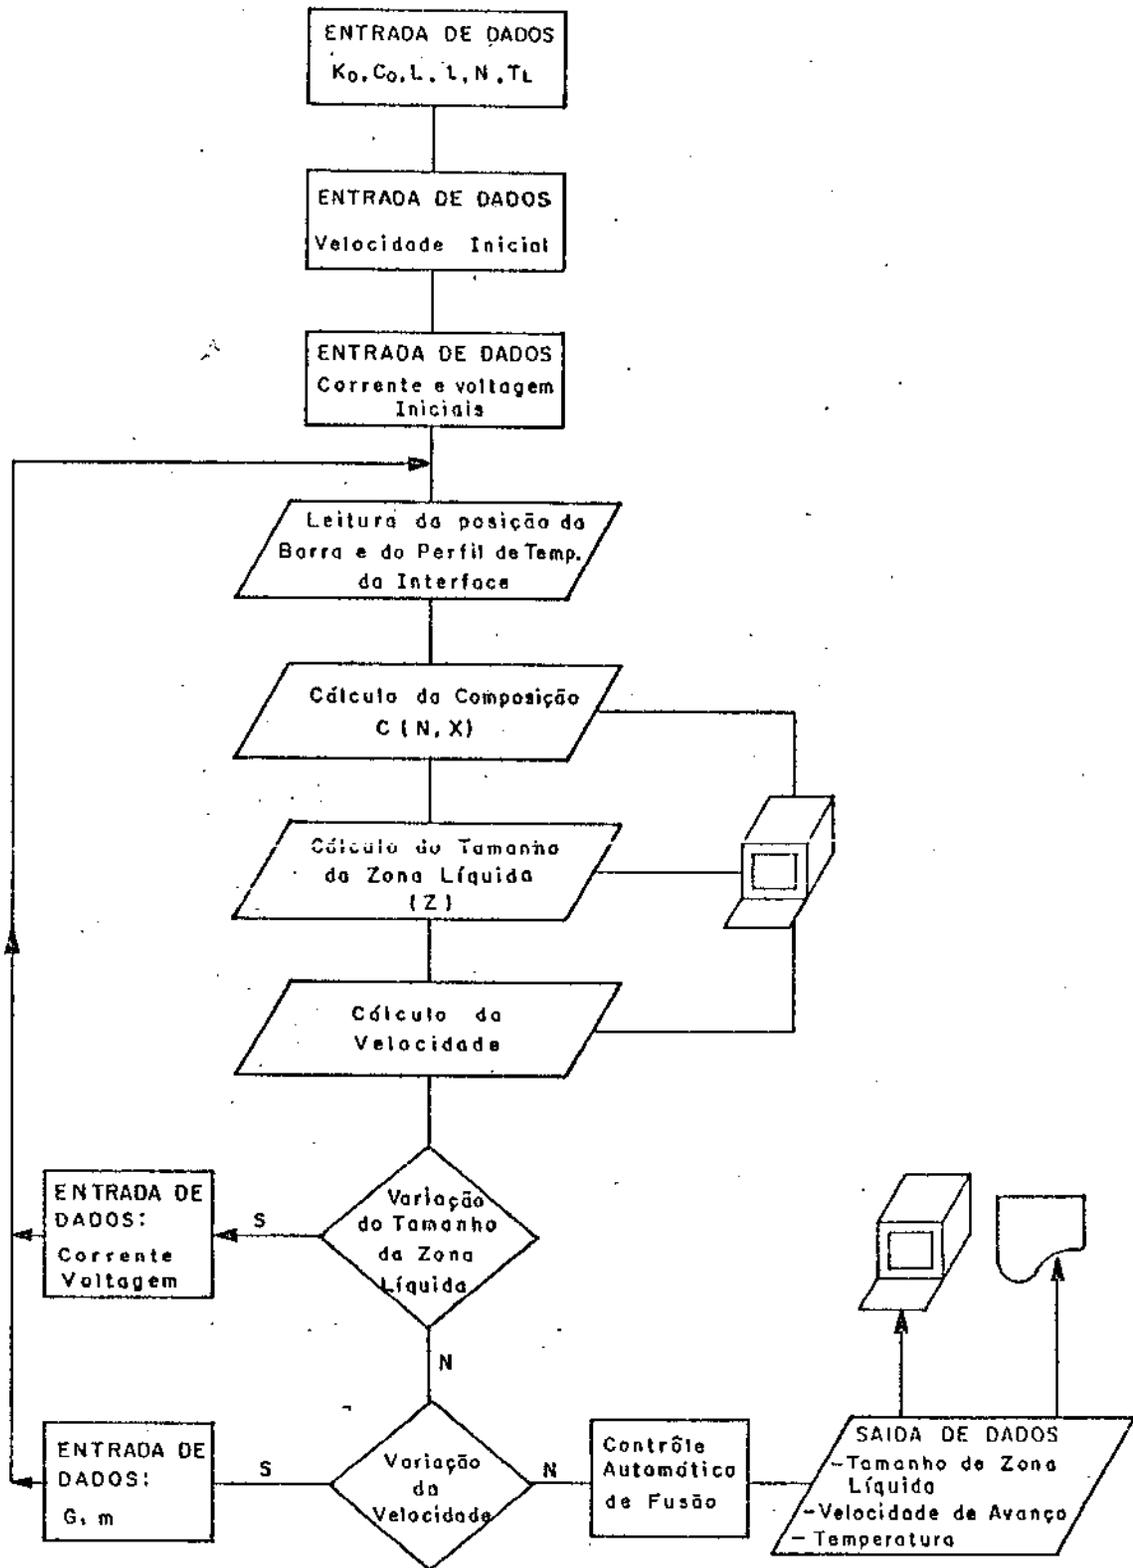 ENTRADA DE DADOS
K0, C0, L, l, N, TL
ENTRADA DE DADOS
Velocidade Inicial
ENTRADA DE DADOS
Corrente e voltagem
Iniciais
Leitura da posição da
Barra e do Perfil de Temp.
da Interface
Cálculo da Composição
C (N, X)
Cálculo do Tamanho
da Zona Líquida
(Z)
Cálculo da
Velocidade
Variação
do Tamanho
da Zona
Líquida
S
ENTRADA DE
DADOS:
Corrente
Voltagem
N
Variação
da
Velocidade
S
ENTRADA DE
DADOS:
G, m
N
Contrôle
Automático
de Fusão
SAIDA DE DADOS
-Tamanho de Zona
Líquida
-Velocidade de Avanço
-Temperatura